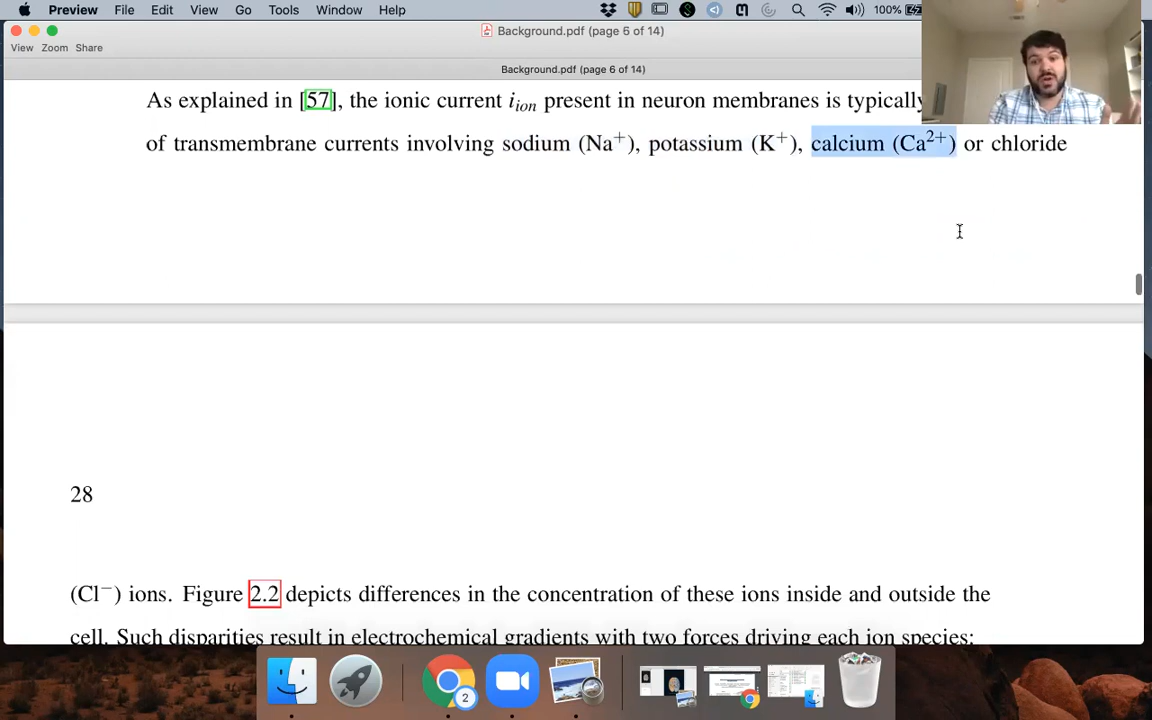 Preview File Edit View Go Tools Window Help 100%
Background.pdf (page 6 of 14)
View Zoom Share
Background.pdf (page 6 of 14)
As explained in [57], the ionic current i_ion present in neuron membranes is typically
of transmembrane currents involving sodium (Na⁺), potassium (K⁺), calcium (Ca²⁺) or chloride
28
(Cl⁻) ions. Figure 2.2 depicts differences in the concentration of these ions inside and outside the
cell. Such disparities result in electrochemical gradients with two forces driving each ion species:
2